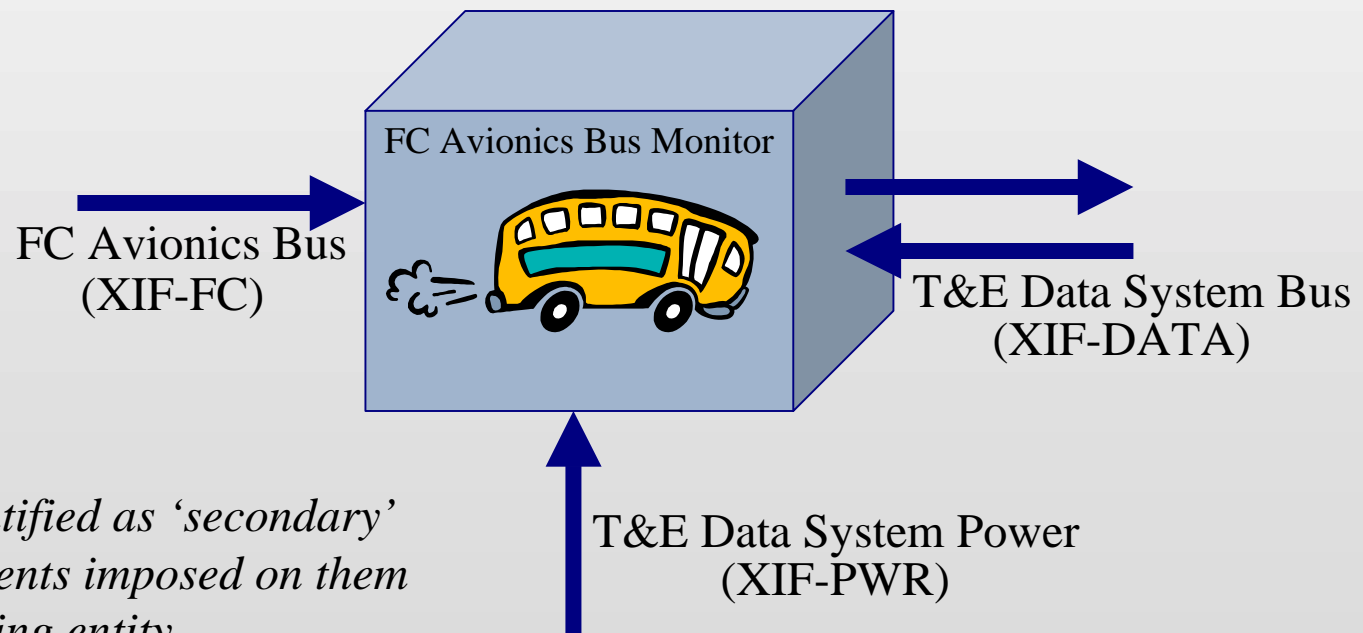 FC Avionics Bus Monitor
FC Avionics Bus
(XIF-FC)
T&E Data System Bus
(XIF-DATA)
T&E Data System Power
(XIF-PWR)
‘secondary’
as
ents imposed on them
entity